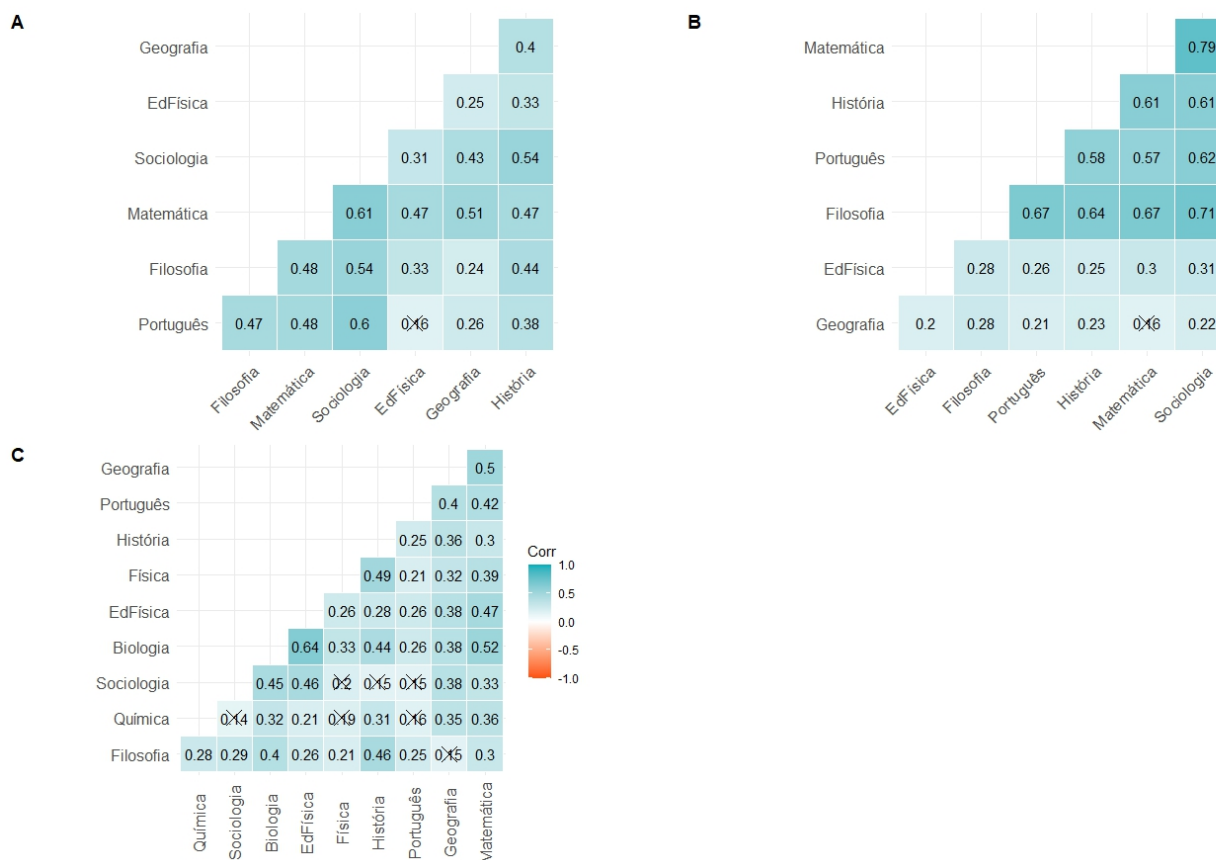 A
Geografia 0.4
EdFísica 0.25 0.33
Sociologia 0.31 0.43 0.54
Matemática 0.61 0.47 0.51 0.47
Filosofia 0.48 0.54 0.33 0.24 0.44
Português 0.47 0.48 0.6 0.16 0.26 0.38
Filosofia Matemática Sociologia EdFísica Geografia História
B
Matemática 0.79
História 0.61 0.61
Português 0.58 0.57 0.62
Filosofia 0.67 0.64 0.67 0.71
EdFísica 0.28 0.26 0.25 0.3 0.31
Geografia 0.2 0.28 0.21 0.23 0.16 0.22
EdFísica Filosofia Português História Matemática Sociologia
C
Geografia 0.5
Português 0.4 0.42
História 0.25 0.36 0.3
Física 0.49 0.21 0.32 0.39
EdFísica 0.26 0.28 0.26 0.38 0.47
Biologia 0.64 0.33 0.44 0.26 0.38 0.52
Sociologia 0.45 0.46 0.2 0.15 0.15 0.38 0.33
Química 0.14 0.32 0.21 0.19 0.31 0.16 0.35 0.36
Filosofia 0.28 0.29 0.4 0.26 0.21 0.46 0.25 0.15 0.3
Química Sociologia Biologia EdFísica Física História Português Geografia Matemática
Corr
1.0
0.5
0.0
-0.5
-1.0